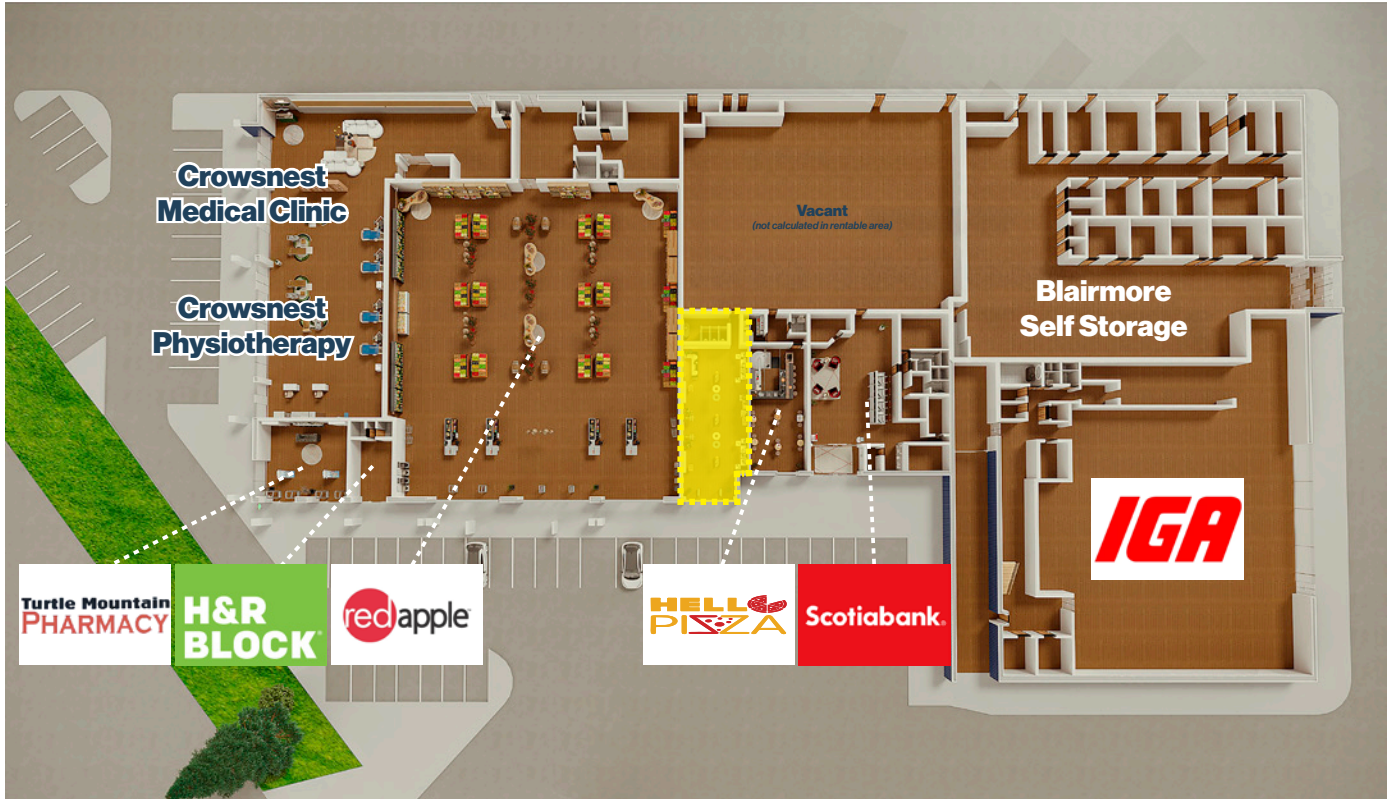 Crowsnest
Medical Clinic
Vacant
(not calculated in rentable area)
Crowsnest
Physiotherapy
Blairmore
Self Storage
IGA
Turtle Mountain
PHARMACY
H&R
BLOCK
redapple
HELLO
PIZZA
Scotiabank